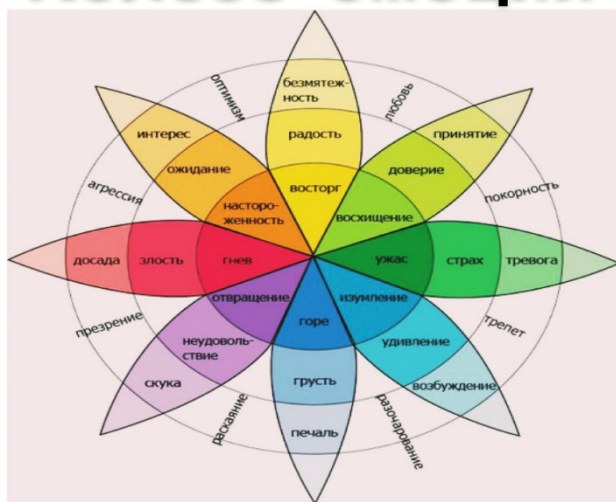 безмятеж-
ность
оптимизм
любовь
интерес
радость
принятие
ожидание
доверие
агрессия
покорность
восторг
насторо-
женность
восхищение
досада
злость
гнев
ужас
страх
тревога
отвращение
изумление
презрение
горе
трепет
неудоволь-
ствие
удивление
скука
грусть
возбуждение
раскаяние
печаль
разочарование